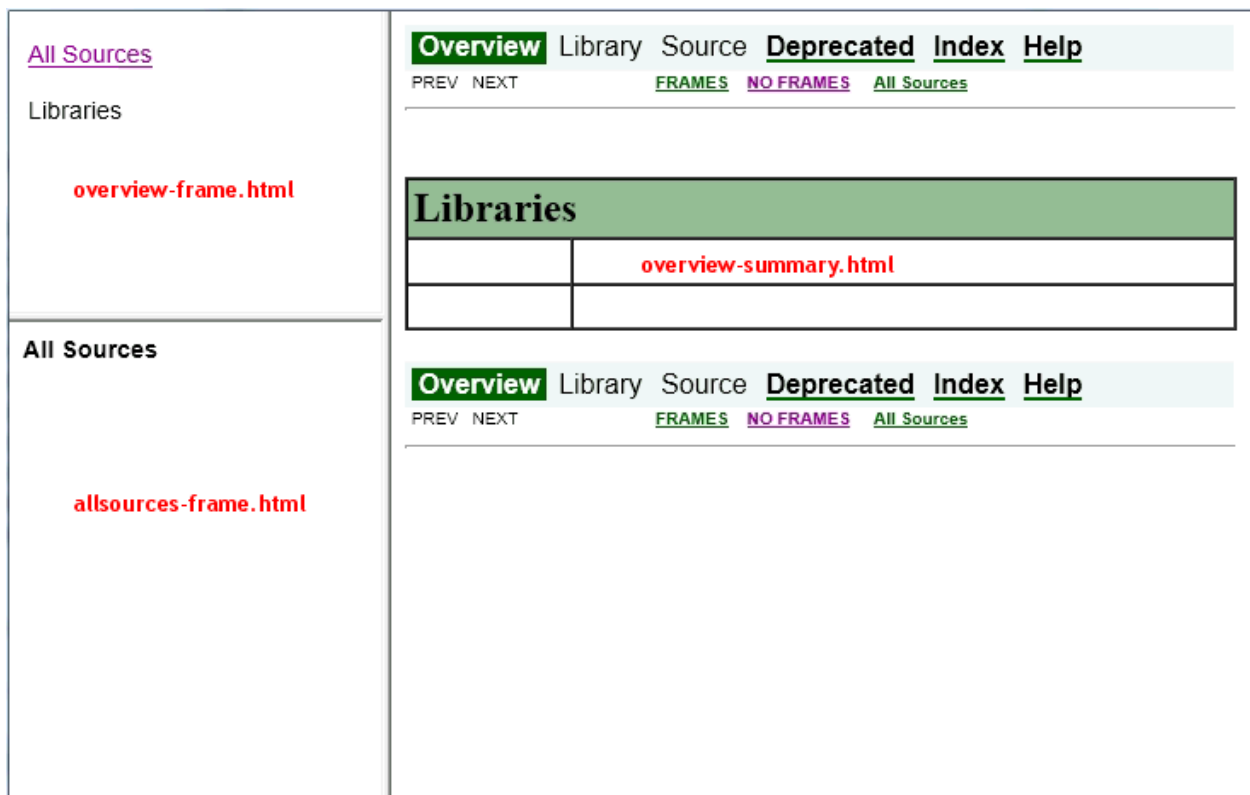 All Sources
Libraries
overview-frame.html
All Sources
allsources-frame.html
Overview Library Source Deprecated Index Help
PREV NEXT FRAMES NO FRAMES All Sources
Libraries
overview-summary.html
Overview Library Source Deprecated Index Help
PREV NEXT FRAMES NO FRAMES All Sources